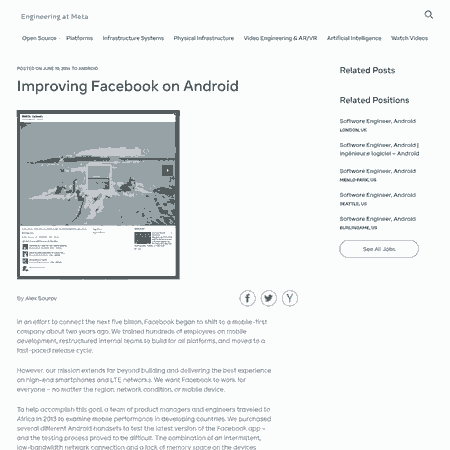 Engineering at Meta
Open Source Platforms Infrastructure Systems Physical Infrastructure Video Engineering & AR/VR Artificial Intelligence Watch Videos
POSTED ON JUNE 19, 2014 TO ANDROID
Improving Facebook on Android
By Alex Sourov
In an effort to connect the next five billion, Facebook began to shift to a mobile-first
company about two years ago. We trained hundreds of employees on mobile
development, restructured internal teams to build for all platforms, and moved to a
fast-paced release cycle.
However, our mission extends far beyond building and delivering the best experience
on high-end smartphones and LTE networks. We want Facebook to work for
everyone – no matter the region, network condition, or mobile device.
To help accomplish this goal, a team of product managers and engineers traveled to
Africa in 2013 to examine mobile performance in developing countries. We purchased
several different Android handsets to test the latest version of the Facebook app –
and the testing process proved to be difficult. The combination of an intermittent,
low-bandwidth network connection and a lack of memory space on the devices
Related Posts
Related Positions
Software Engineer, Android
LONDON, UK
Software Engineer, Android |
Ingénieur.e logiciel – Android
Software Engineer, Android
MENLO PARK, US
Software Engineer, Android
SEATTLE, US
Software Engineer, Android
BURLINGAME, US
See All Jobs